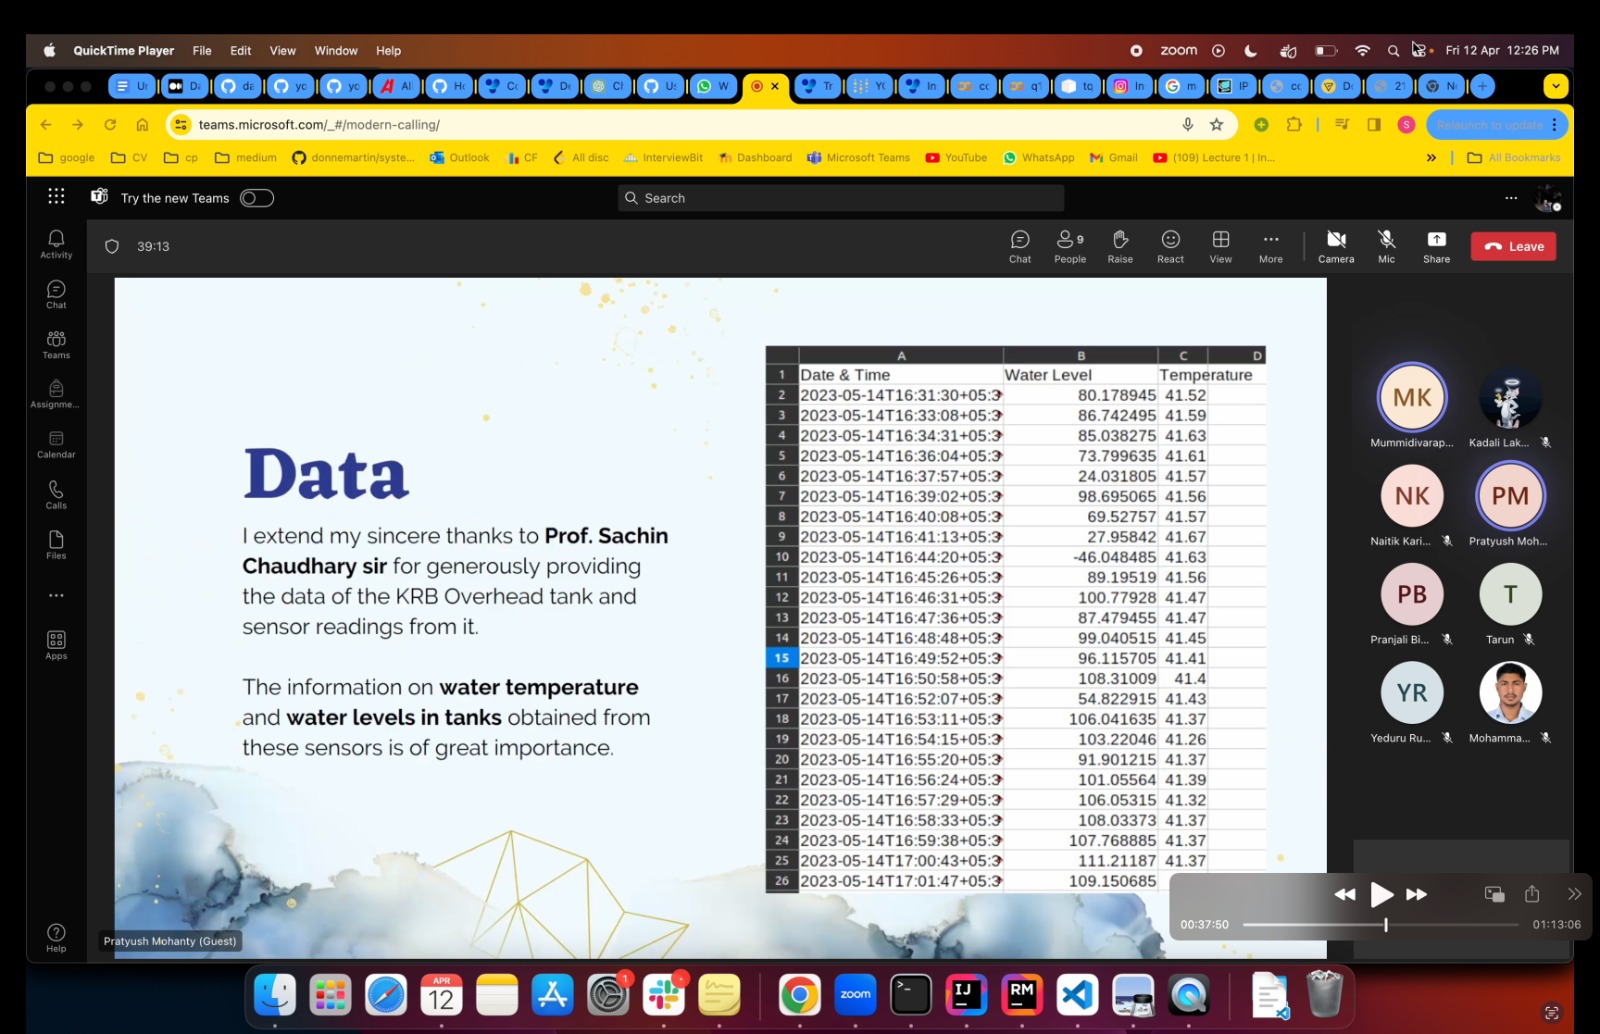 QuickTime Player File Edit View Window Help
zoom Fri 12 Apr 12:26 PM
teams.microsoft.com/_#/modern-calling/
Relaunch to update
google CV cp medium donnemartin/syste... Outlook CF All disc InterviewBit Dashboard Microsoft Teams YouTube WhatsApp Gmail (109) Lecture 1 | In... » All Bookmarks
Try the new Teams
Search
39:13
Chat People 9 Raise React View More Camera Mic Share Leave
Activity
Chat
Teams
Assignme...
Calendar
Calls
Files
Apps
Help
Data
I extend my sincere thanks to Prof. Sachin
Chaudhary sir for generously providing
the data of the KRB Overhead tank and
sensor readings from it.
The information on water temperature
and water levels in tanks obtained from
these sensors is of great importance.
A B C D
1 Date & Time Water Level Temperature
2 2023-05-14T16:31:30+05:3 80.178945 41.52
3 2023-05-14T16:33:08+05:3 86.742495 41.59
4 2023-05-14T16:34:31+05:3 85.038275 41.63
5 2023-05-14T16:36:04+05:3 73.799635 41.61
6 2023-05-14T16:37:57+05:3 24.031805 41.57
7 2023-05-14T16:39:02+05:3 98.695065 41.56
8 2023-05-14T16:40:08+05:3 69.52757 41.57
9 2023-05-14T16:41:13+05:3 27.95842 41.67
10 2023-05-14T16:44:20+05:3 -46.048485 41.63
11 2023-05-14T16:45:26+05:3 89.19519 41.56
12 2023-05-14T16:46:31+05:3 100.77928 41.47
13 2023-05-14T16:47:36+05:3 87.479455 41.47
14 2023-05-14T16:48:48+05:3 99.040515 41.45
15 2023-05-14T16:49:52+05:3 96.115705 41.41
16 2023-05-14T16:50:58+05:3 108.31009 41.4
17 2023-05-14T16:52:07+05:3 54.822915 41.43
18 2023-05-14T16:53:11+05:3 106.041635 41.37
19 2023-05-14T16:54:15+05:3 103.22046 41.26
20 2023-05-14T16:55:20+05:3 91.901215 41.37
21 2023-05-14T16:56:24+05:3 101.05564 41.39
22 2023-05-14T16:57:29+05:3 106.05315 41.32
23 2023-05-14T16:58:33+05:3 108.03373 41.37
24 2023-05-14T16:59:38+05:3 107.768885 41.37
25 2023-05-14T17:00:43+05:3 111.21187 41.37
26 2023-05-14T17:01:47+05:3 109.150685
Pratyush Mohanty (Guest)
MK
Mummidivarap... Kadali Lak...
NK PM
Naitik Kari... Pratyush Moh...
PB T
Pranjali Bi... Tarun
YR
Yeduru Ru... Mohamma...
00:37:50 01:13:06
APR
12
1
zoom
IJ
RM